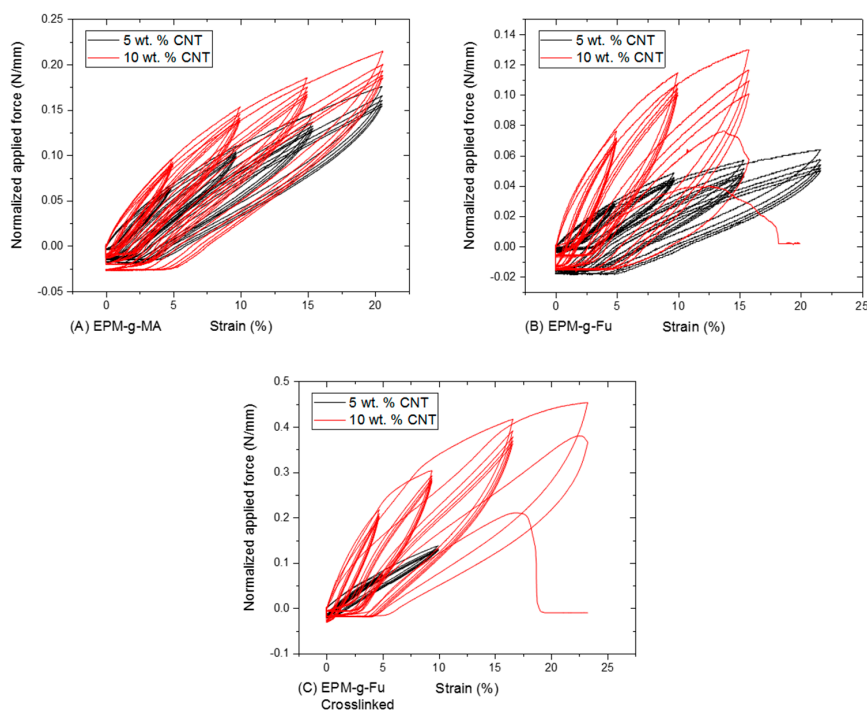 0.25
0.20
0.15
0.10
0.05
0.00
-0.05
Normalized applied force (N/mm)
5 wt. % CNT
10 wt. % CNT
0 5 10 15 20
(A) EPM-g-MA Strain (%)
0.14
0.12
0.10
0.08
0.06
0.04
0.02
0.00
-0.02
Normalized applied force (N/mm)
5 wt. % CNT
10 wt. % CNT
0 5 10 15 20 25
(B) EPM-g-Fu Strain (%)
0.5
0.4
0.3
0.2
0.1
0.0
-0.1
Normalized applied force (N/mm)
5 wt. % CNT
10 wt. % CNT
0 5 10 15 20 25
(C) EPM-g-Fu Strain (%)
Crosslinked